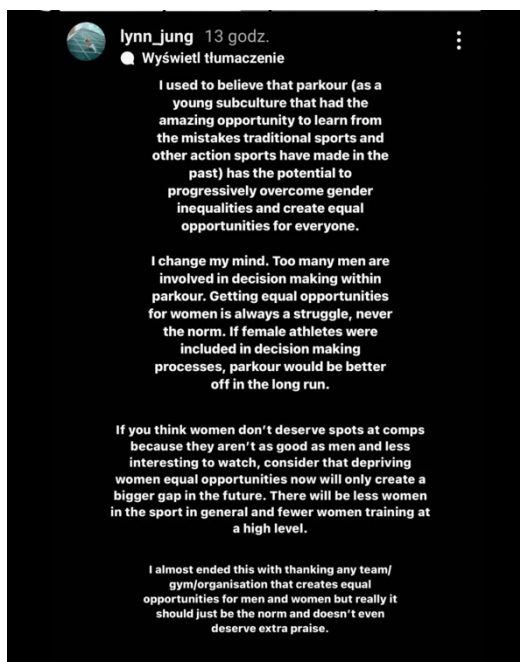 lynn_jung 13 godz.
Wyświetl tłumaczenie
I used to believe that parkour (as a
young subculture that had the
amazing opportunity to learn from
the mistakes traditional sports and
other action sports have made in the
past) has the potential to
progressively overcome gender
inequalities and create equal
opportunities for everyone.
I change my mind. Too many men are
involved in decision making within
parkour. Getting equal opportunities
for women is always a struggle, never
the norm. If female athletes were
included in decision making
processes, parkour would be better
off in the long run.
If you think women don’t deserve spots at comps
because they aren’t as good as men and less
interesting to watch, consider that depriving
women equal opportunities now will only create a
bigger gap in the future. There will be less women
in the sport in general and fewer women training at
a high level.
I almost ended this with thanking any team/
gym/organisation that creates equal
opportunities for men and women but really it
should just be the norm and doesn’t even
deserve extra praise.